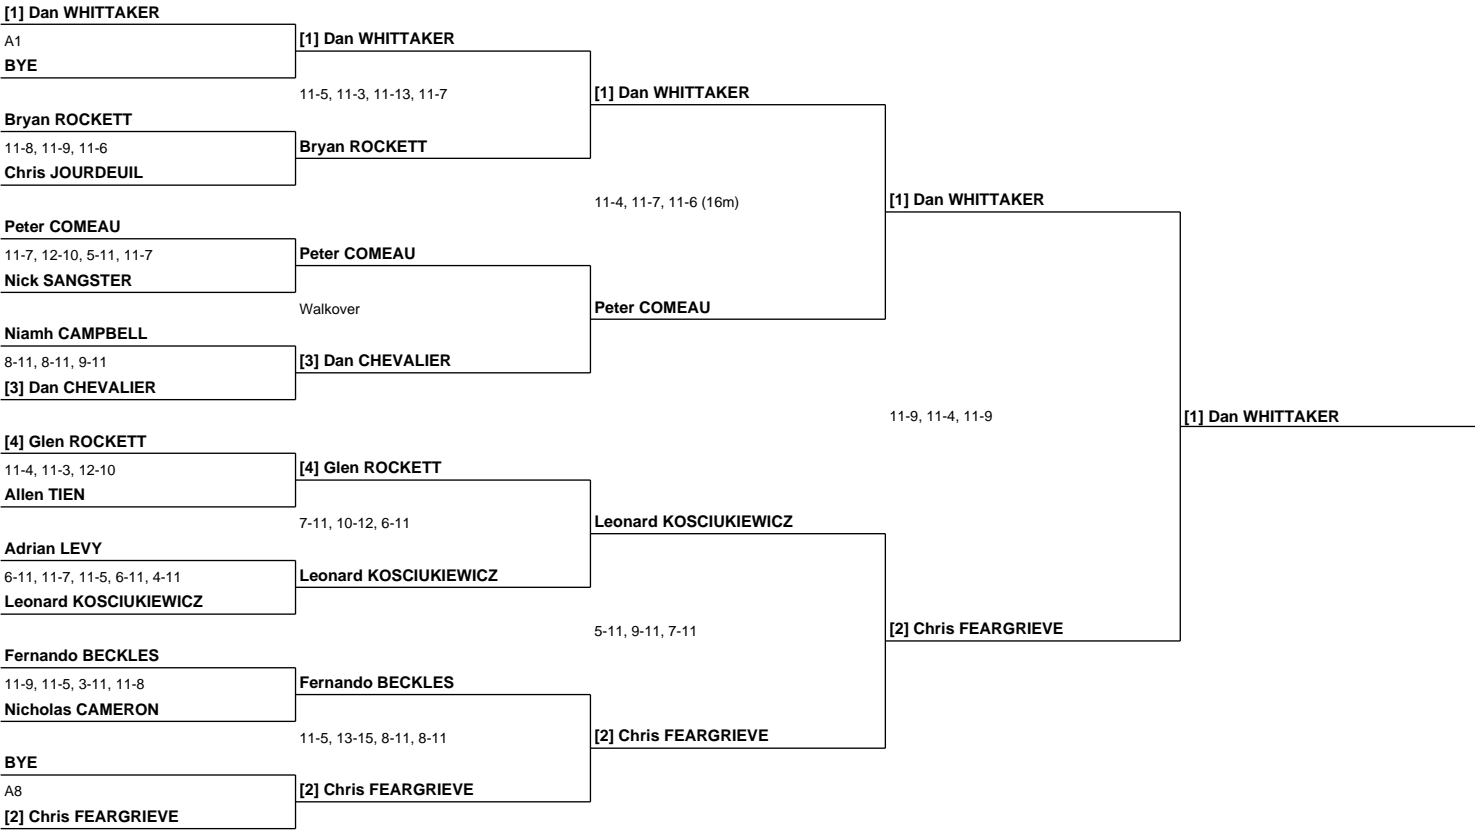 [1] Dan WHITTAKER
A1
BYE
Bryan ROCKETT
11-8, 11-9, 11-6
Chris JOURDEUIL
Peter COMEAU
11-7, 12-10, 5-11, 11-7
Nick SANGSTER
Niamh CAMPBELL
8-11, 8-11, 9-11
[3] Dan CHEVALIER
[4] Glen ROCKETT
11-4, 11-3, 12-10
Allen TIEN
Adrian LEVY
6-11, 11-7, 11-5, 6-11, 4-11
Leonard KOSCIUKIEWICZ
Fernando BECKLES
11-9, 11-5, 3-11, 11-8
Nicholas CAMERON
BYE
A8
[2] Chris FEARGRIEVE
[1] Dan WHITTAKER
11-5, 11-3, 11-13, 11-7
Bryan ROCKETT
Peter COMEAU
Walkover
[3] Dan CHEVALIER
[4] Glen ROCKETT
7-11, 10-12, 6-11
Leonard KOSCIUKIEWICZ
Fernando BECKLES
11-5, 13-15, 8-11, 8-11
[2] Chris FEARGRIEVE
[1] Dan WHITTAKER
11-4, 11-7, 11-6 (16m)
Peter COMEAU
Leonard KOSCIUKIEWICZ
5-11, 9-11, 7-11
[2] Chris FEARGRIEVE
[1] Dan WHITTAKER
11-9, 11-4, 11-9
[2] Chris FEARGRIEVE
[1] Dan WHITTAKER